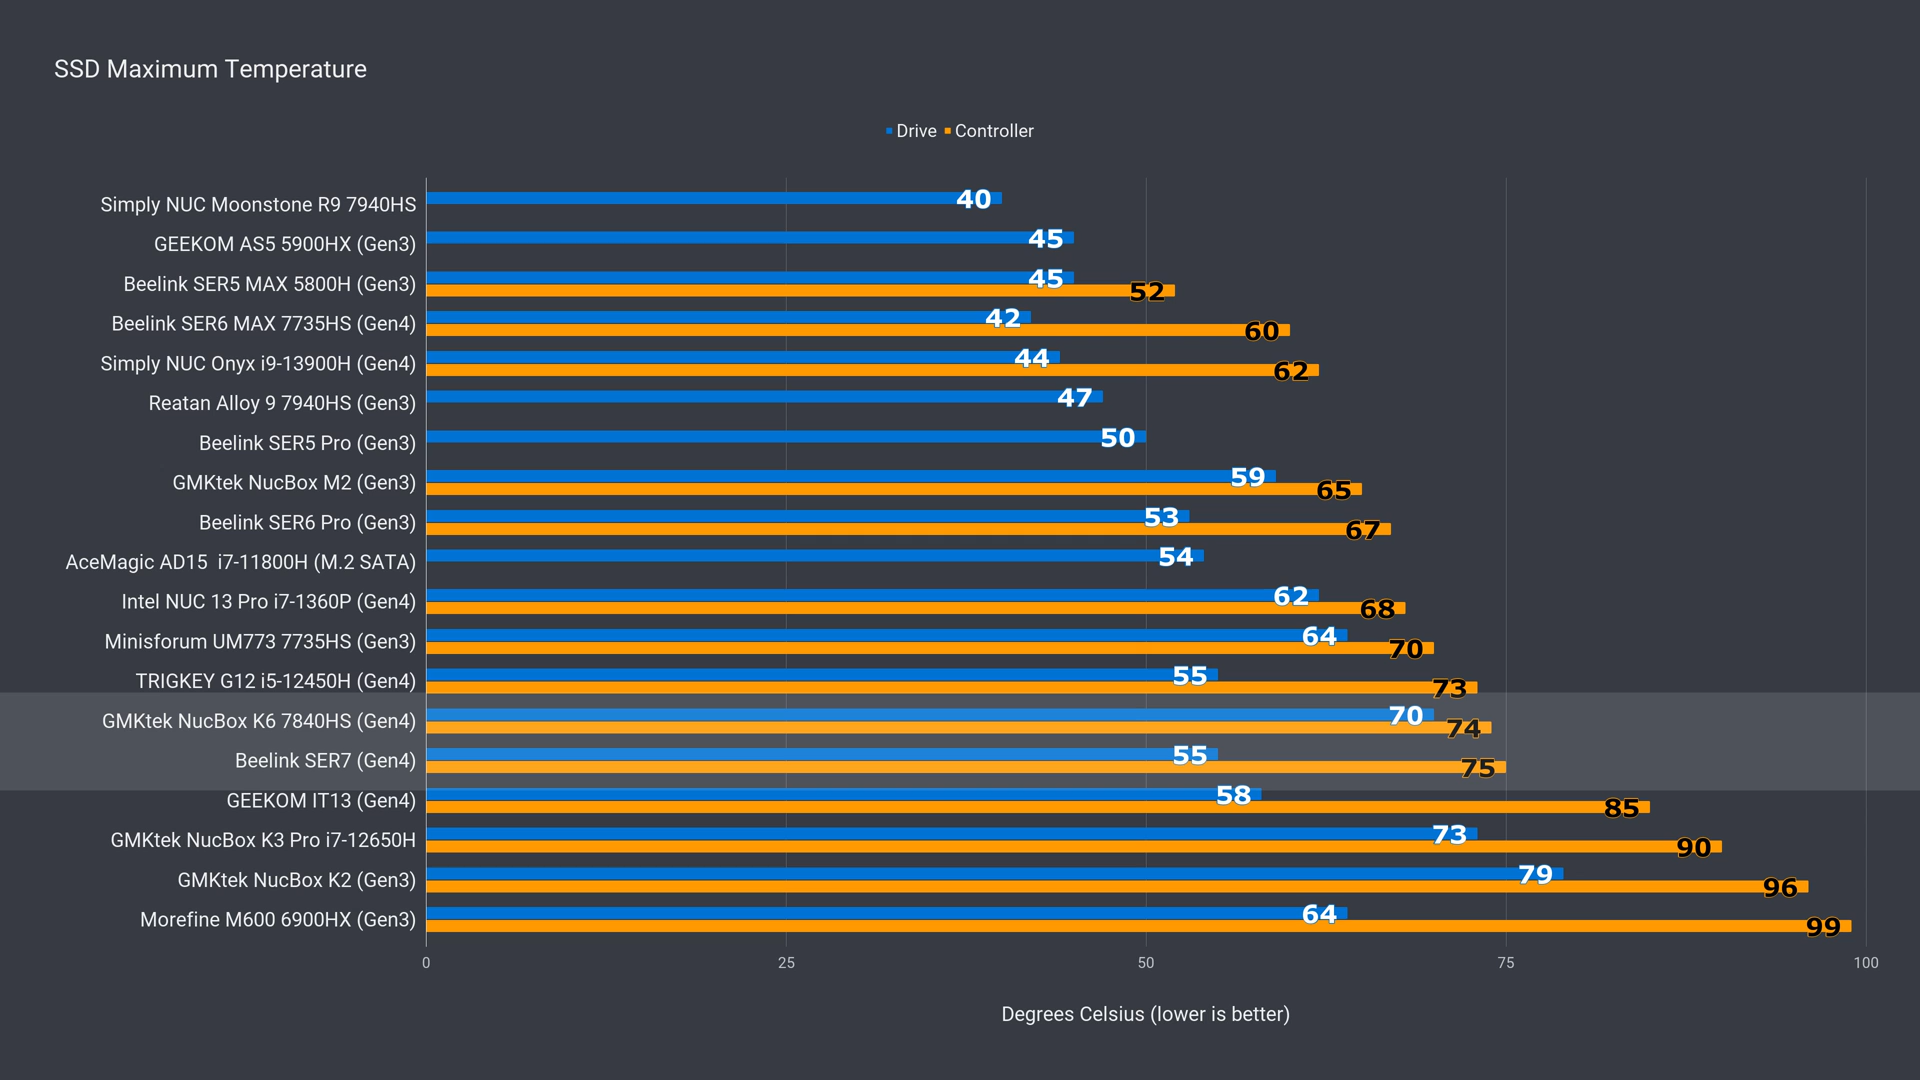 SSD Maximum Temperature
Drive Controller
Simply NUC Moonstone R9 7940HS 40
GEEKOM AS5 5900HX (Gen3) 45
Beelink SER5 MAX 5800H (Gen3) 45 52
Beelink SER6 MAX 7735HS (Gen4) 42 60
Simply NUC Onyx i9-13900H (Gen4) 44 62
Reatan Alloy 9 7940HS (Gen3) 47
Beelink SER5 Pro (Gen3) 50
GMKtek NucBox M2 (Gen3) 59 65
Beelink SER6 Pro (Gen3) 53 67
AceMagic AD15  i7-11800H (M.2 SATA) 54
Intel NUC 13 Pro i7-1360P (Gen4) 62 68
Minisforum UM773 7735HS (Gen3) 64 70
TRIGKEY G12 i5-12450H (Gen4) 55 73
GMKtek NucBox K6 7840HS (Gen4) 70 74
Beelink SER7 (Gen4) 55 75
GEEKOM IT13 (Gen4) 58 85
GMKtek NucBox K3 Pro i7-12650H 73 90
GMKtek NucBox K2 (Gen3) 79 96
Morefine M600 6900HX (Gen3) 64 99
0 25 50 75 100
Degrees Celsius (lower is better)